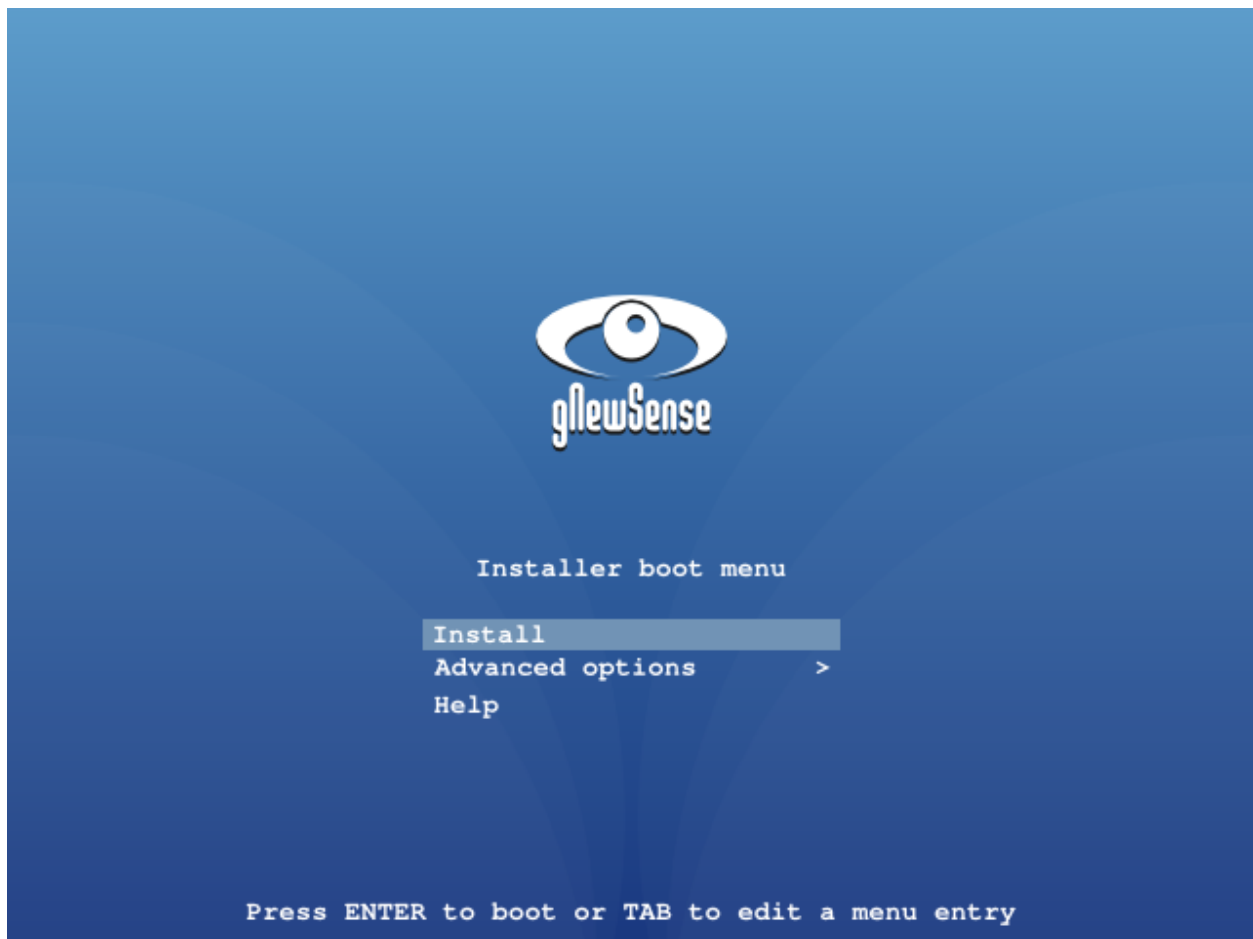 gNewSense
Installer boot menu
Install
Advanced options >
Help
Press ENTER to boot or TAB to edit a menu entry